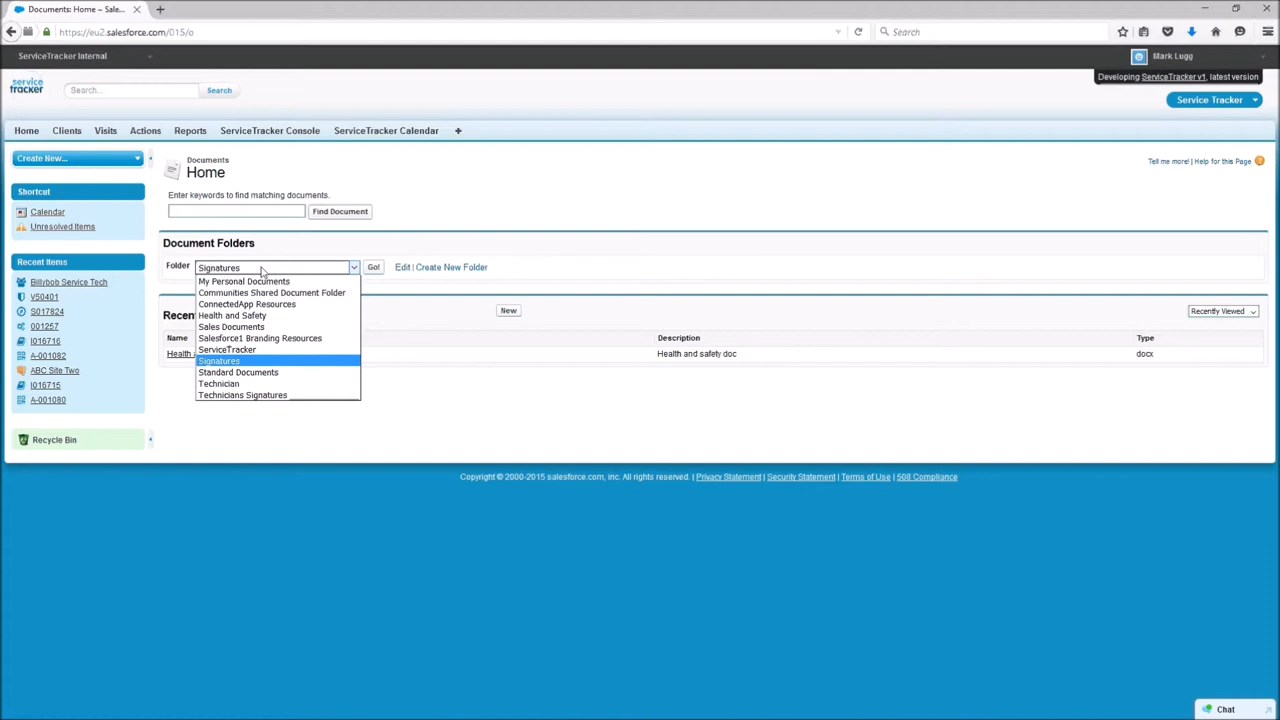 Documents: Home ~ Sale...
https://eu2.salesforce.com/015/o
Search
ServiceTracker Internal
Mark Lugg
Developing ServiceTracker v1, latest version
service
tracker
Search...
Search
Service Tracker
Home Clients Visits Actions Reports ServiceTracker Console ServiceTracker Calendar +
Create New...
Documents
Home
Tell me more! | Help for this Page
Shortcut
Calendar
Unresolved Items
Enter keywords to find matching documents.
Find Document
Document Folders
Folder Signatures Go! Edit | Create New Folder
My Personal Documents
Communities Shared Document Folder
ConnectedApp Resources
Health and Safety
Sales Documents
Salesforce1 Branding Resources
ServiceTracker
Signatures
Standard Documents
Technician
Technicians Signatures
New
Recently Viewed
Name Description Type
Health and safety doc docx
Recent Items
Billybob Service Tech
V50401
S017824
001257
I016716
A-001082
ABC Site Two
I016715
A-001080
Recycle Bin
Copyright © 2000-2015 salesforce.com, inc. All rights reserved. | Privacy Statement | Security Statement | Terms of Use | 508 Compliance
Chat